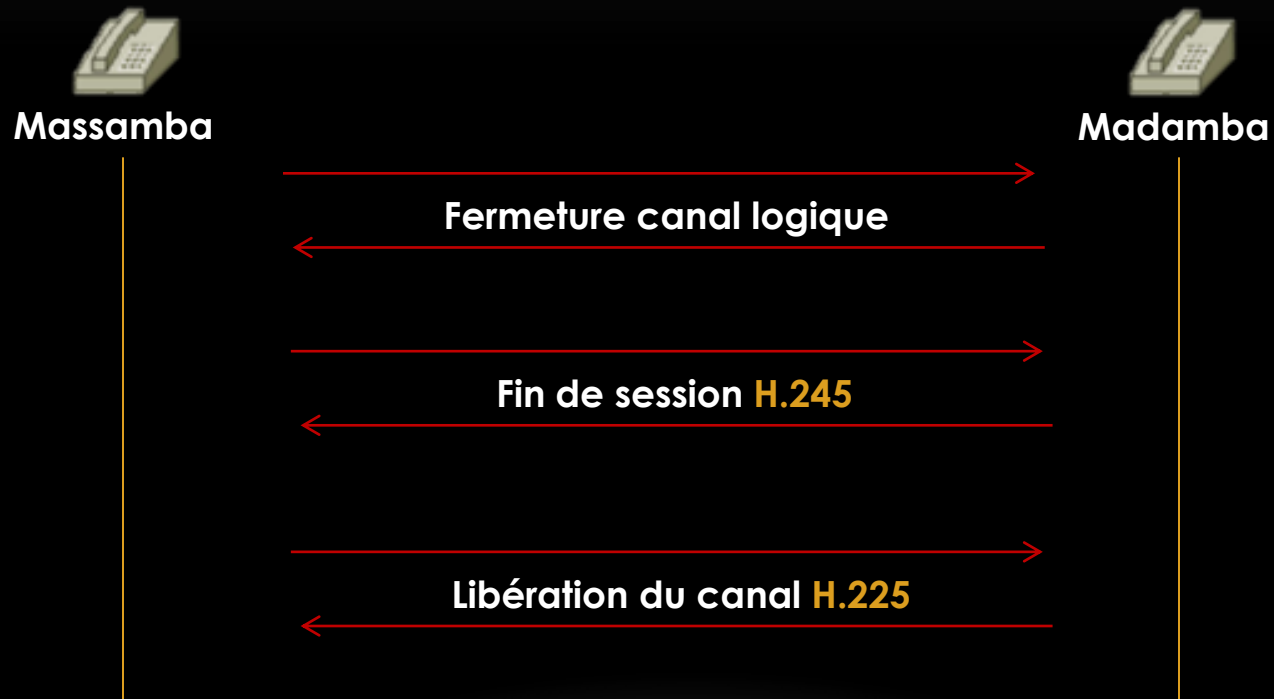 Massamba
Madamba
Fermeture canal logique
Fin de session H.245
Libération du canal H.225